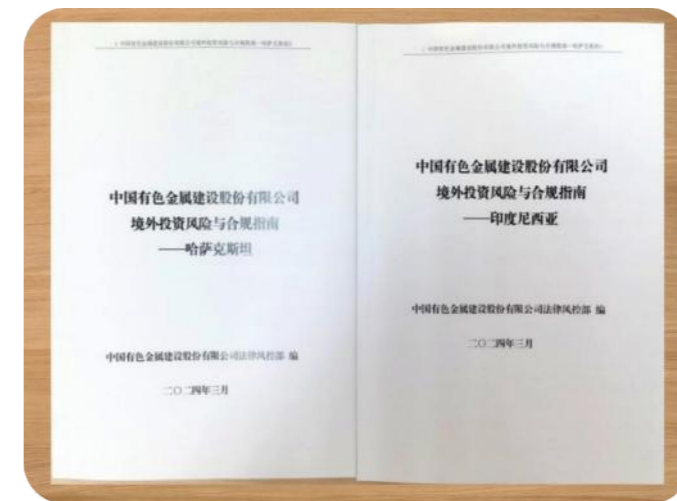 中国有色金属建设股份有限公司
境外投资风险与合规指南
——哈萨克斯坦
中国有色金属建设股份有限公司法律风控部 编
二〇二四年三月
中国有色金属建设股份有限公司
境外投资风险与合规指南
——印度尼西亚
中国有色金属建设股份有限公司法律风控部 编
二〇二四年三月